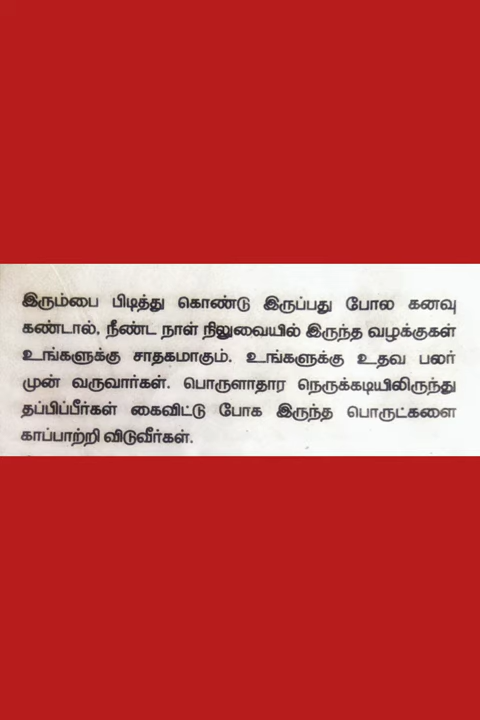 இரும்பை பிடித்து கொண்டு இருப்பது போல கனவு
கண்டால், நீண்ட நாள் நிலுவையில் இருந்த வழக்குகள்
உங்களுக்கு சாதகமாகும். உங்களுக்கு உதவ பலர்
முன் வருவார்கள். பொருளாதார நெருக்கடியிலிருந்து
தப்பிப்பீர்கள் கைவிட்டு போக இருந்த பொருட்களை
காப்பாற்றி விடுவீர்கள்.